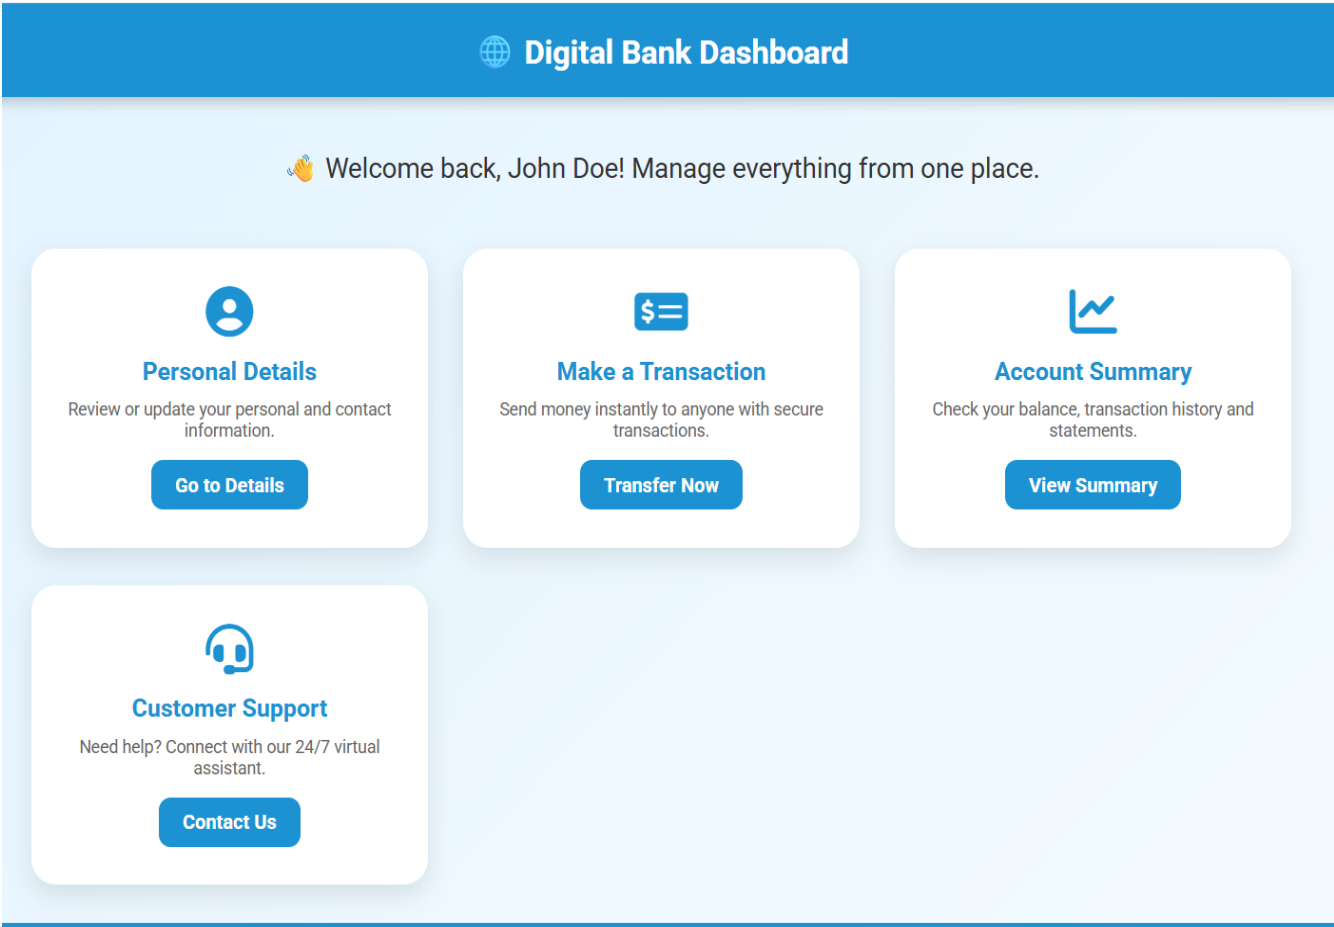 Digital Bank Dashboard
Welcome back, John Doe! Manage everything from one place.
Personal Details
Review or update your personal and contact
information.
Go to Details
Make a Transaction
Send money instantly to anyone with secure
transactions.
Transfer Now
Account Summary
Check your balance, transaction history and
statements.
View Summary
Customer Support
Need help? Connect with our 24/7 virtual
assistant.
Contact Us